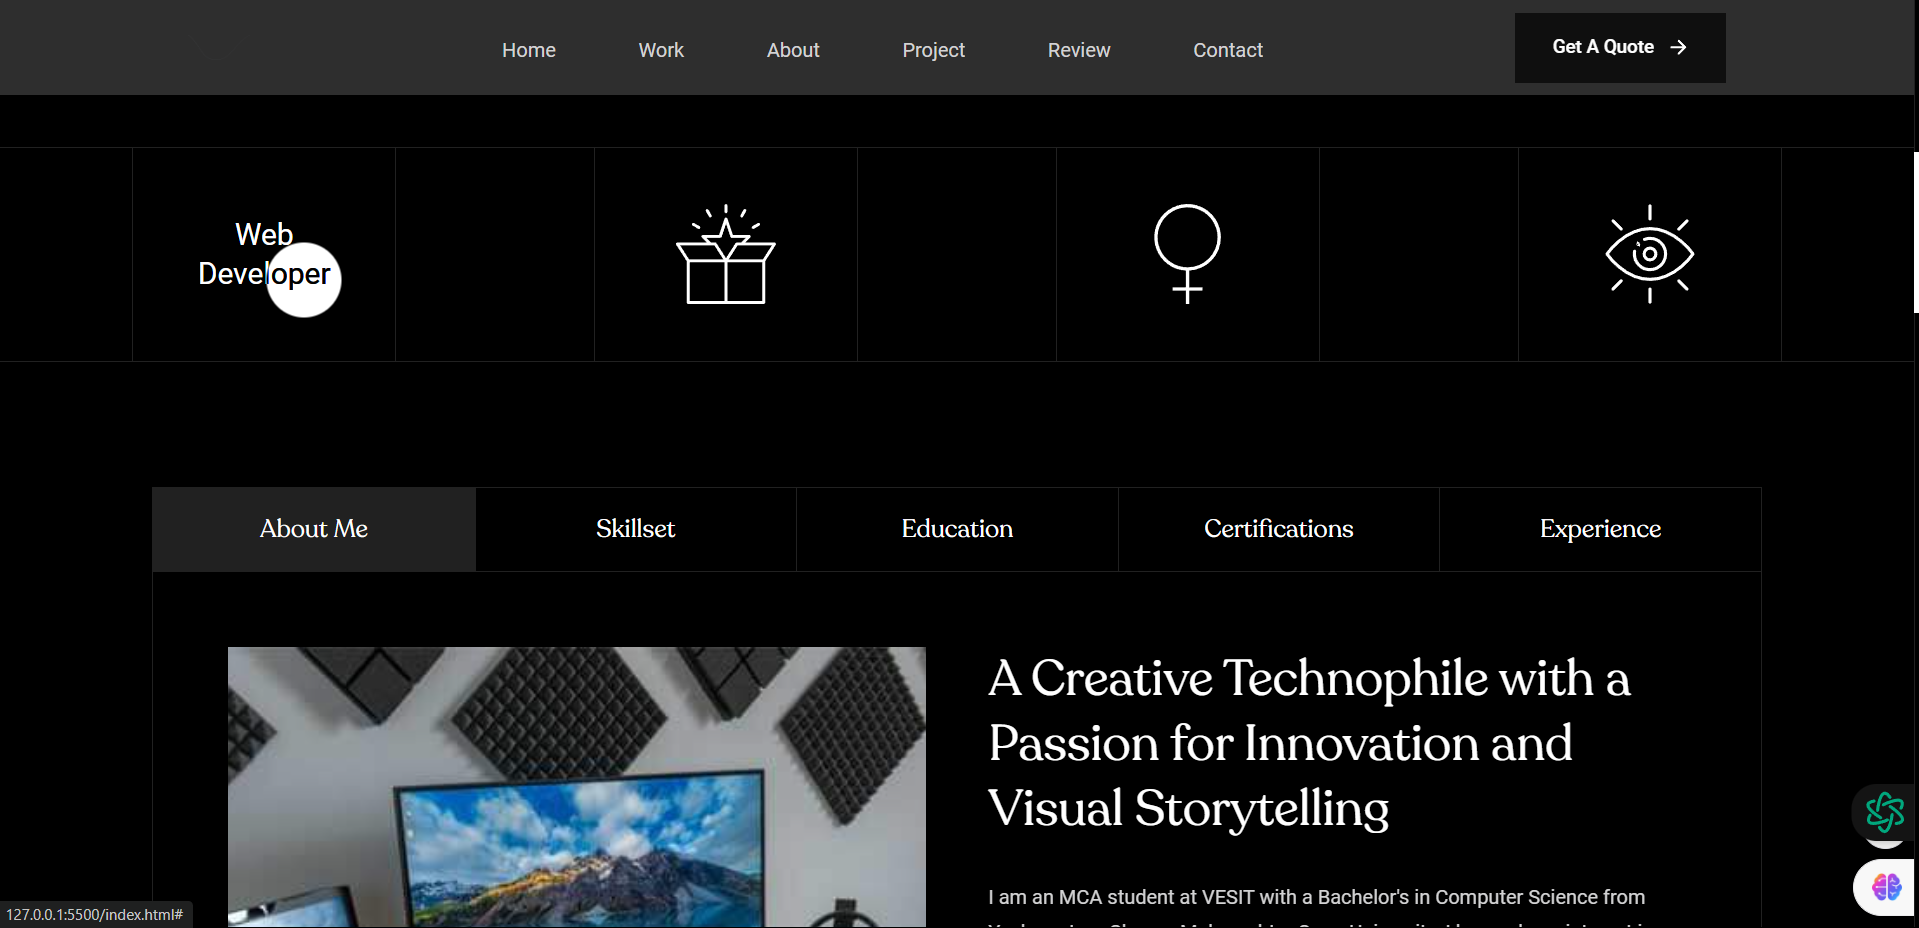 Home Work About Project Review Contact Get A Quote
Web
Developer
About Me Skillset Education Certifications Experience
A Creative Technophile with a
Passion for Innovation and
Visual Storytelling
I am an MCA student at VESIT with a Bachelor's in Computer Science from
127.0.0.1:5500/index.html#